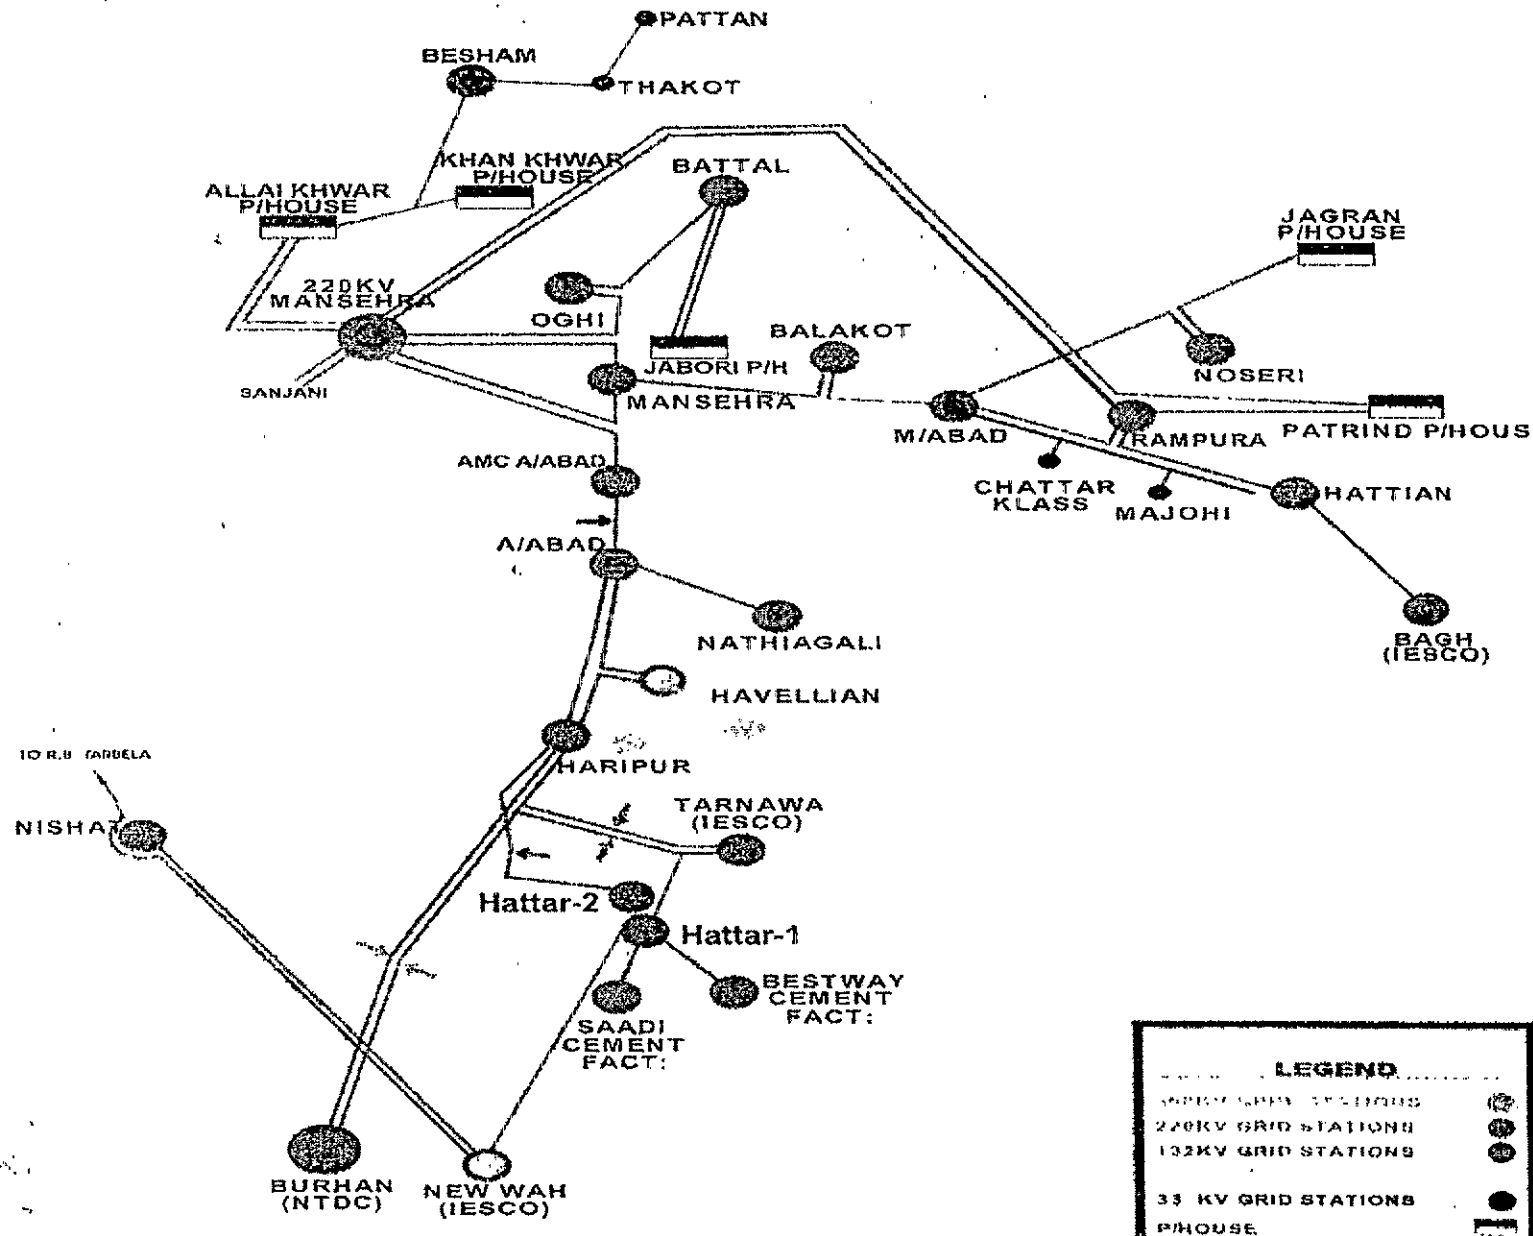 PATTAN
BESHAM
THAKOT
KHAN KHWAR
P/HOUSE
BATTAL
ALLAI KHWAR
P/HOUSE
JAGRAN
P/HOUSE
220KV
MANSEHRA
OGHI
BALAKOT
JABORI P/H
NOSERI
SANJANI
MANSEHRA
M/ABAD
RAMPURA
PATRIND P/HOUS
AMC A/ABAD
CHATTAR
KLASS
MAJOHI
HATTIAN
A/ABAD
NATHIAGALI
BAGH
(IESCO)
HAVELLIAN
TO R.B TARBELA
HARIPUR
NISHAT
TARNAWA
(IESCO)
Hattar-2
Hattar-1
BESTWAY
CEMENT
FACT:
SAADI
CEMENT
FACT:
BURHAN
(NTDC)
NEW WAH
(IESCO)
LEGEND
STATIONS
220KV GRID STATIONS
132KV GRID STATIONS
33 KV GRID STATIONS
P/HOUSE